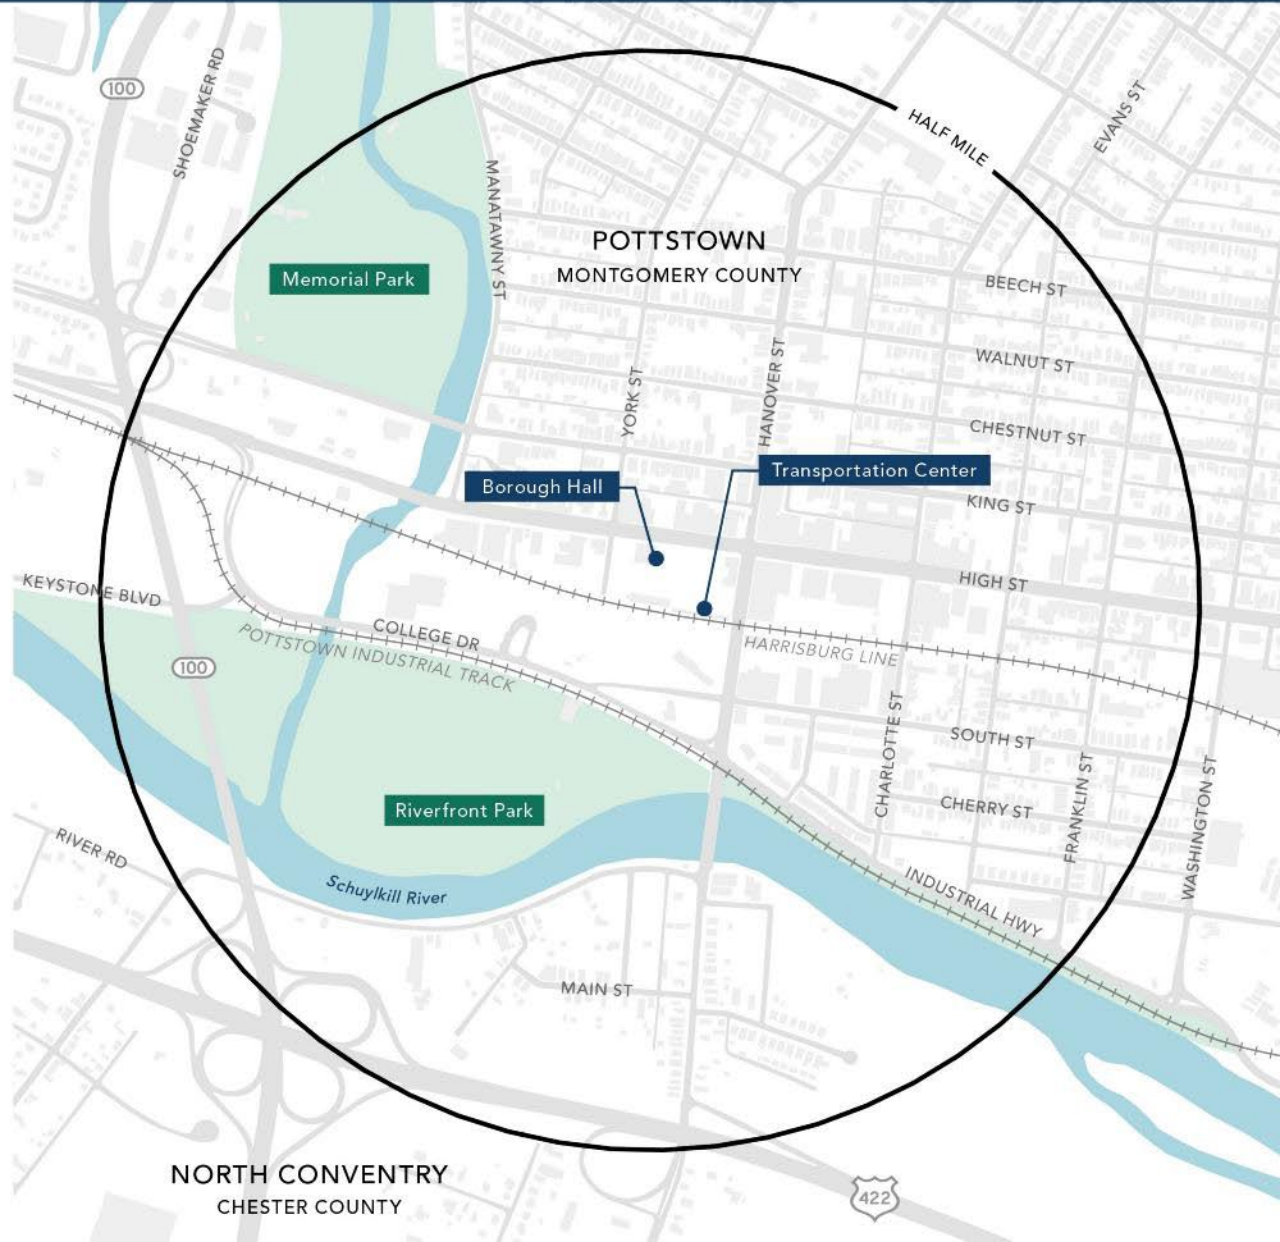 100
SHOEMAKER RD
MANATAWNY ST
HALF MILE
EVANS ST
POTTSTOWN
MONTGOMERY COUNTY
Memorial Park
BEECH ST
WALNUT ST
YORK ST
HANOVER ST
CHESTNUT ST
Borough Hall
Transportation Center
KING ST
HIGH ST
KEYSTONE BLVD
COLLEGE DR
POTTSTOWN INDUSTRIAL TRACK
HARRISBURG LINE
100
CHARLOTTE ST
SOUTH ST
CHERRY ST
FRANKLIN ST
WASHINGTON ST
Riverfront Park
RIVER RD
Schuylkill River
INDUSTRIAL HWY
MAIN ST
NORTH CONVENTRY
CHESTER COUNTY
422